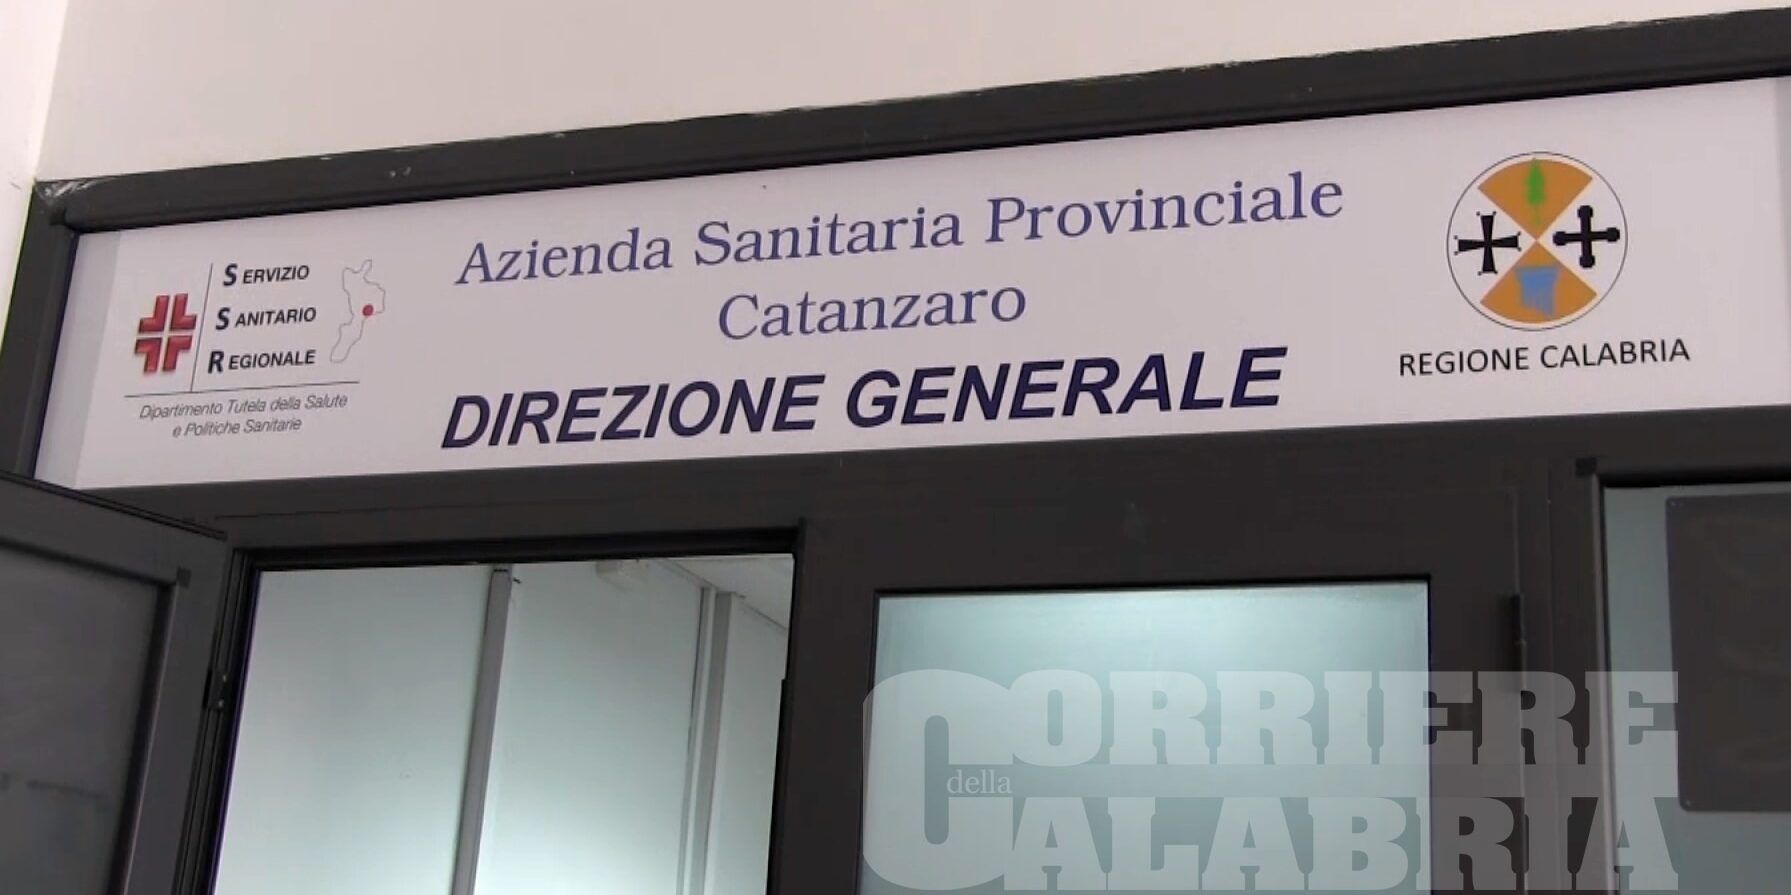 SERVIZIO
SANITARIO
REGIONALE
Dipartimento Tutela della Salute
e Politiche Sanitarie
Azienda Sanitaria Provinciale
Catanzaro
DIREZIONE GENERALE
REGIONE CALABRIA
CORRIERE
della
CALABRIA